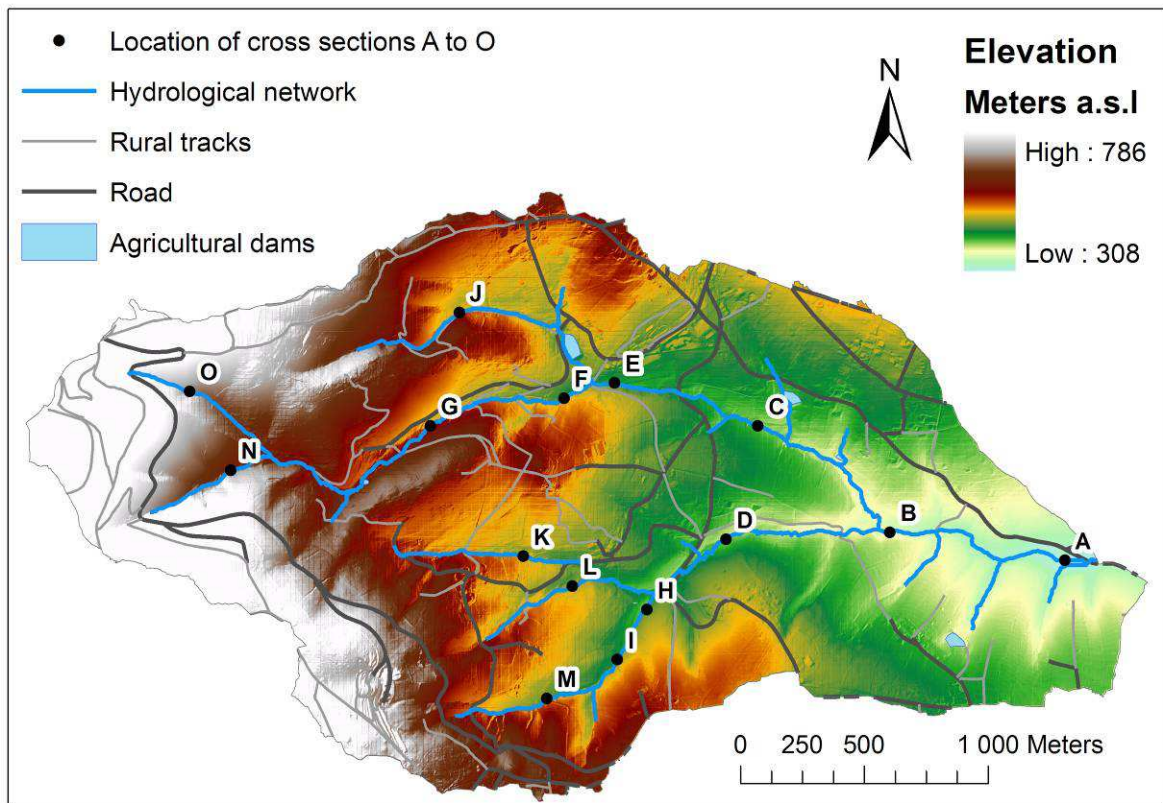 Location of cross sections A to O
Hydrological network
Rural tracks
Road
Agricultural dams
N
Elevation
Meters a.s.l
High : 786
Low : 308
J
O
E
F
G
C
N
B
D
A
K
L
H
I
M
0 250 500 1 000 Meters